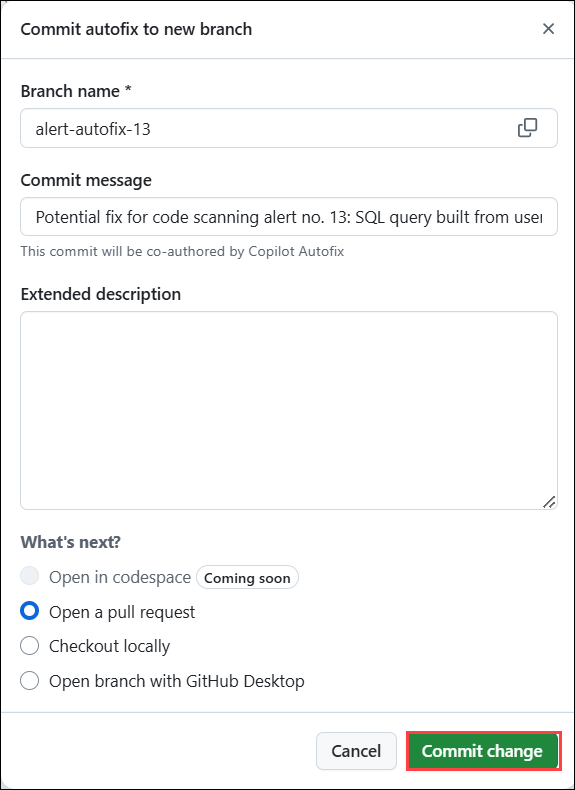 Commit autofix to new branch
Branch name *
alert-autofix-13
Commit message
Potential fix for code scanning alert no. 13: SQL query built from user
This commit will be co-authored by Copilot Autofix
Extended description
What's next?
Open in codespace Coming soon
Open a pull request
Checkout locally
Open branch with GitHub Desktop
Cancel Commit change